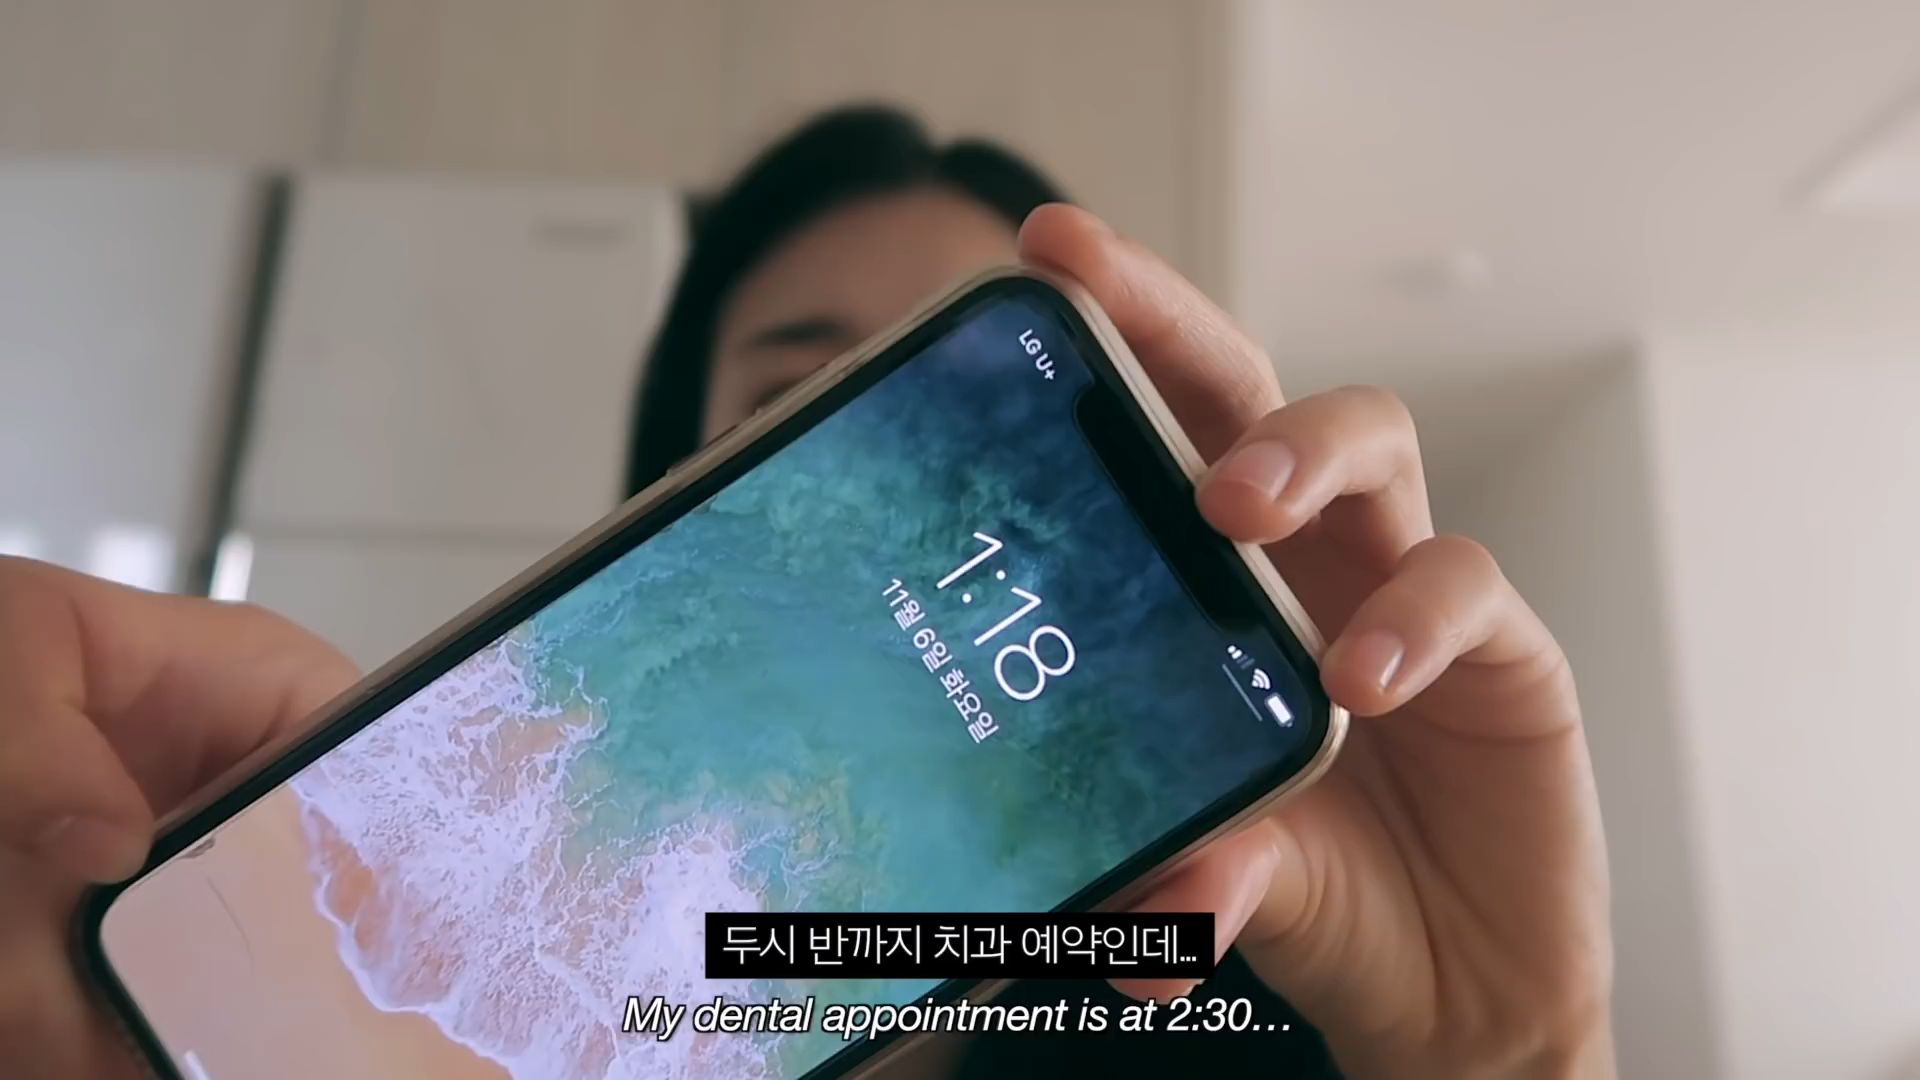 LG U+
1:18
11월 6일 화요일
두시 반까지 치과 예약인데...
My dental appointment is at 2:30...